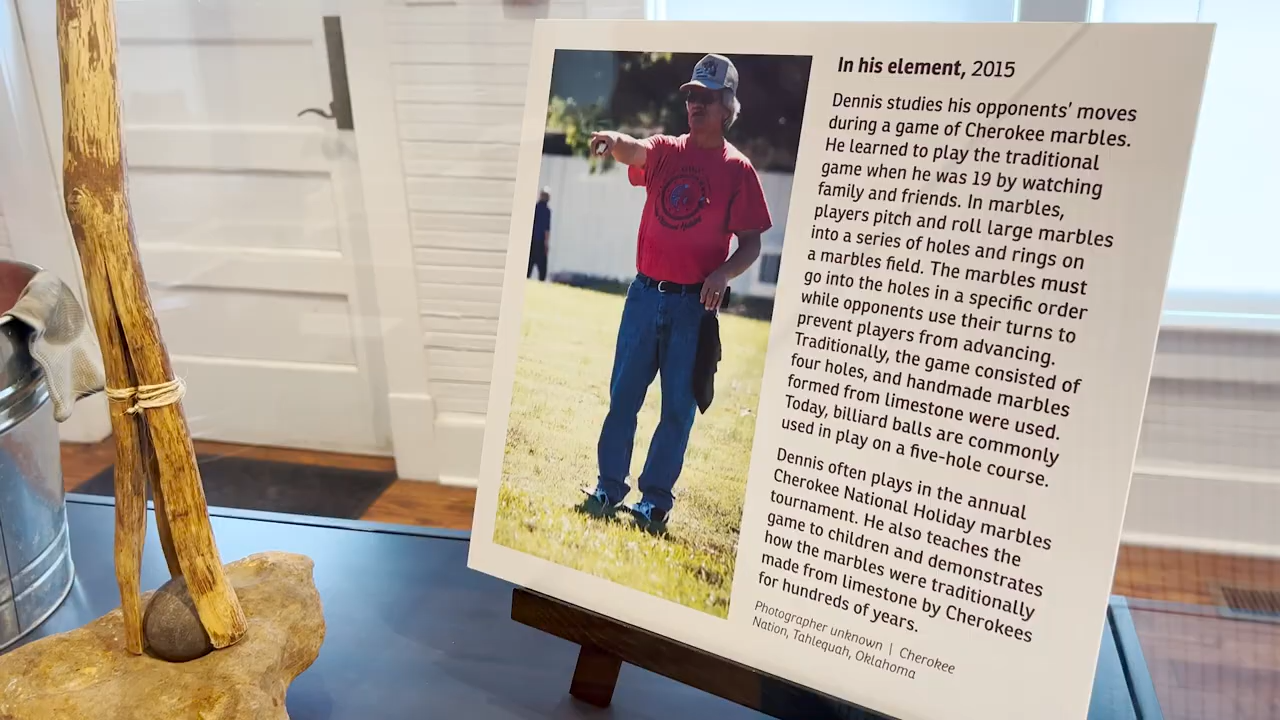 In his element, 2015
Dennis studies his opponents' moves
during a game of Cherokee marbles.
He learned to play the traditional
game when he was 19 by watching
family and friends. In marbles,
players pitch and roll large marbles
into a series of holes and rings on
a marbles field. The marbles must
go into the holes in a specific order
while opponents use their turns to
prevent players from advancing.
Traditionally, the game consisted of
four holes, and handmade marbles
formed from limestone were used.
Today, billiard balls are commonly
used in play on a five-hole course.
Dennis often plays in the annual
Cherokee National Holiday marbles
tournament. He also teaches the
game to children and demonstrates
how the marbles were traditionally
made from limestone by Cherokees
for hundreds of years.
Photographer unknown | Cherokee
Nation, Tahlequah, Oklahoma